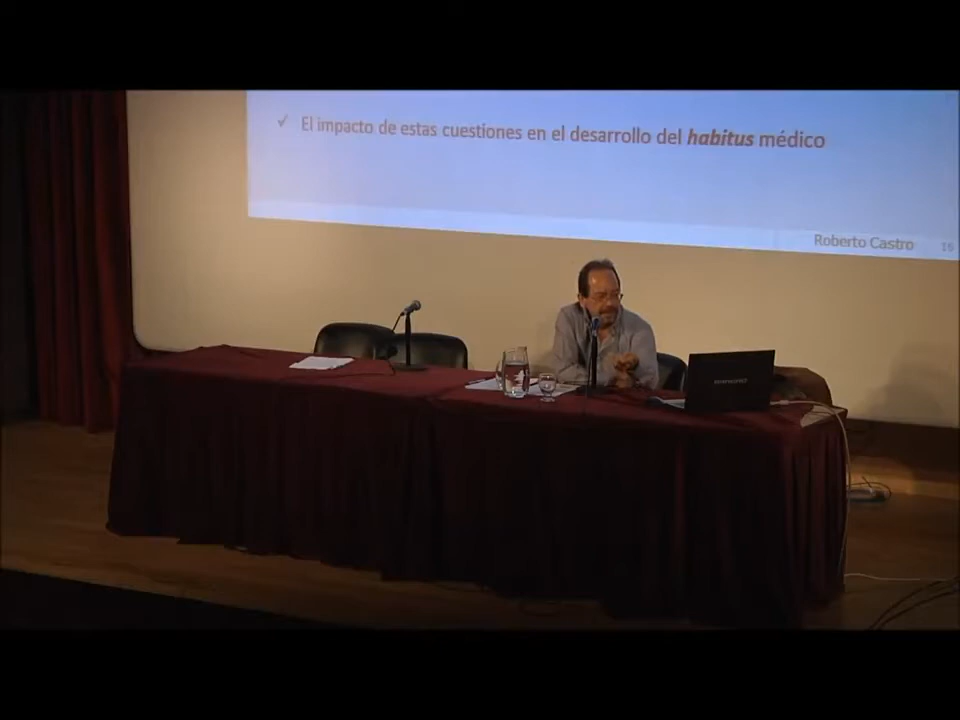 ✓ El impacto de estas cuestiones en el desarrollo del habitus médico
Roberto Castro